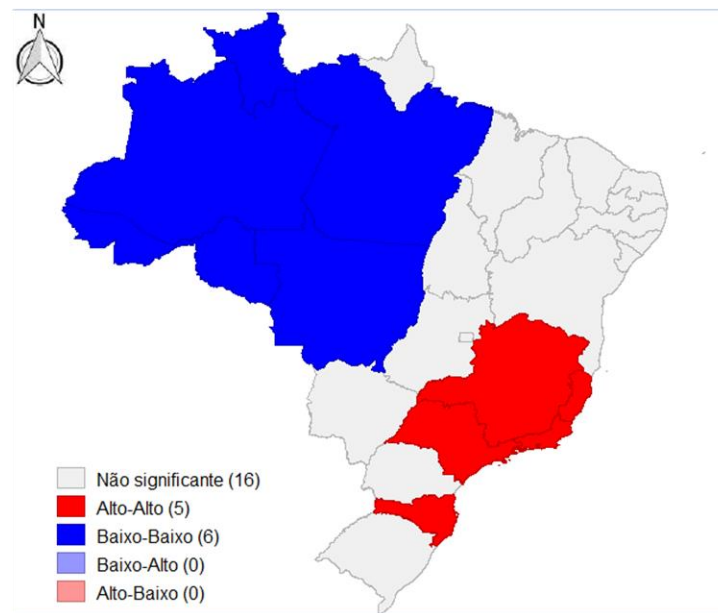 N
Não significante (16)
Alto-Alto (5)
Baixo-Baixo (6)
Baixo-Alto (0)
Alto-Baixo (0)